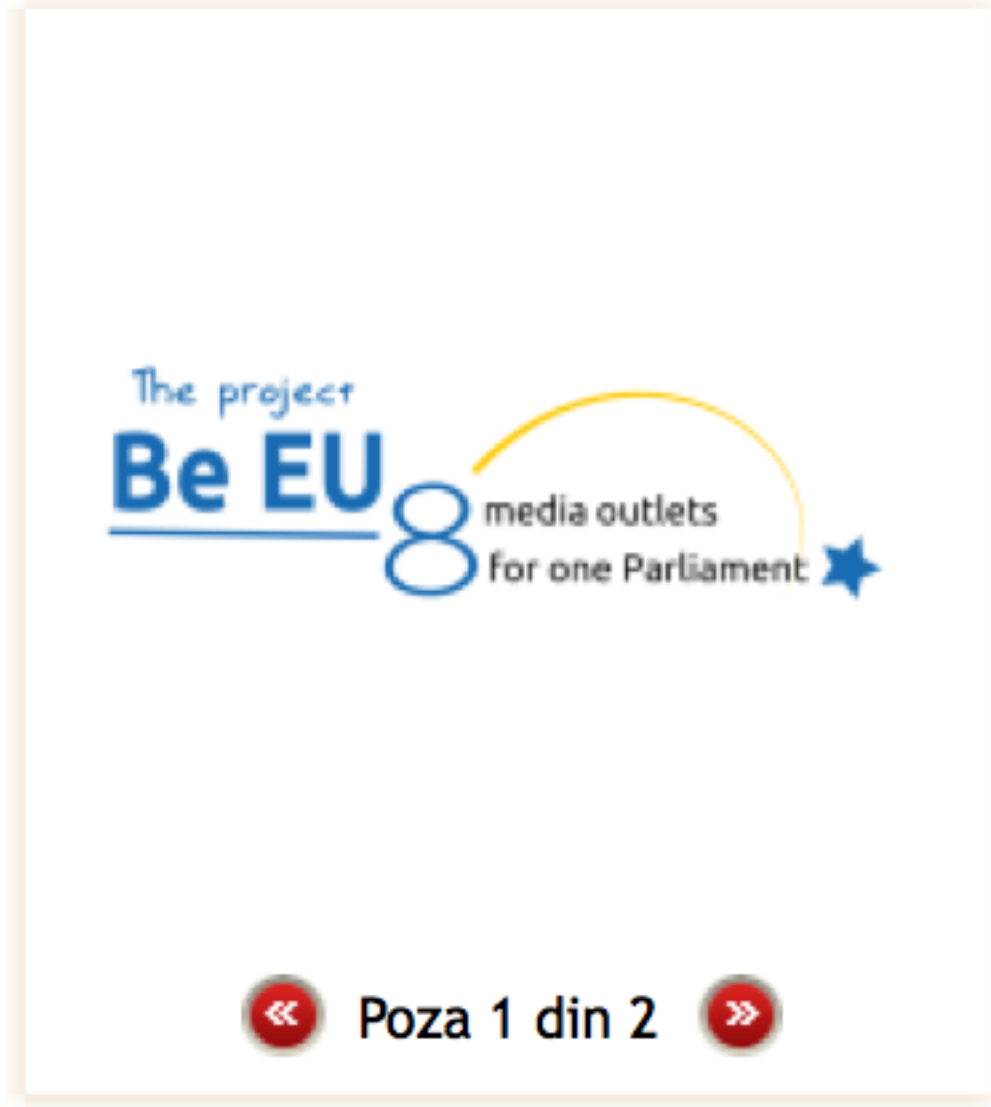 The project
Be EU
8 media outlets
for one Parliament
« Poza 1 din 2 »